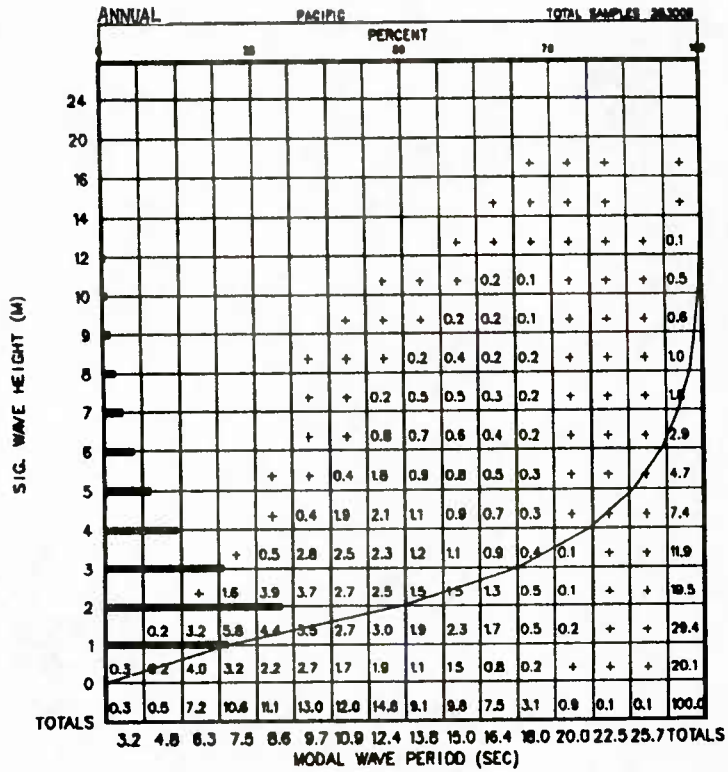 ANNUAL PACIFIC TOTAL SAMPLES
PERCENT
0 25 50 75 100
24
20
+ + + +
16
+ + + + +
14
+ + + + + + 0.1
12
+ + + 0.2 0.1 + + + 0.5
10
+ + + 0.2 0.2 0.1 + + + 0.6
9
+ + + 0.2 0.4 0.2 0.2 + + + 1.0
8
+ + 0.2 0.5 0.5 0.3 0.2 + + +
7
+ + 0.8 0.7 0.6 0.4 0.2 + + + 2.9
6
+ + 0.4 1.8 0.9 0.8 0.5 0.3 + + + 4.7
5
+ 0.4 1.9 2.1 1.1 0.9 0.7 0.3 + + + 7.4
4
+ 0.5 2.8 2.5 2.3 1.2 1.1 0.9 0.4 0.1 + + 11.9
3
+ 1.6 3.9 3.7 2.7 2.5 1.5 1.5 1.3 0.5 0.1 + + 19.5
2
0.2 3.2 5.8 4.4 3.5 2.7 3.0 1.9 2.3 1.7 0.5 0.2 + + 29.4
1
0.3 0.2 4.0 3.2 2.2 2.7 1.7 1.9 1.1 1.5 0.8 0.2 + + + 20.1
0
0.3 0.5 7.2 10.6 11.1 13.0 12.0 14.6 9.1 9.8 7.5 3.1 0.9 0.1 0.1 100.0
TOTALS
3.2 4.8 6.3 7.5 8.6 9.7 10.9 12.4 13.8 15.0 16.4 18.0 20.0 22.5 25.7 TOTALS
MODAL WAVE PERIOD (SEC)
SIG. WAVE HEIGHT (M)